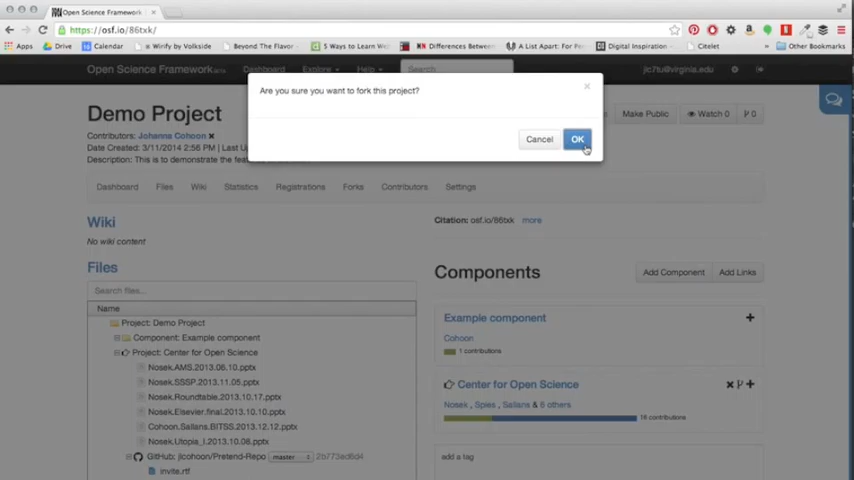 Open Science Framework
https://osf.io/86txk/
Apps Drive Calendar Wirify by Volkside Beyond The Flavor 5 Ways to Learn Web Differences Between A List Apart: For Pe Digital Inspiration Citelet Other Bookmarks
Open Science Framework Dashboard Explore Help Search jlc7tu@virginia.edu
Are you sure you want to fork this project?
Cancel OK
Demo Project
Make Public Watch 0 0
Contributors: Johanna Cohoon
Date Created: 3/11/2014 2:56 PM | Last Up
Description: This is to demonstrate the feat
Dashboard Files Wiki Statistics Registrations Forks Contributors Settings
Wiki
No wiki content
Files
Search files...
Name
Project: Demo Project
Component: Example component
Project: Center for Open Science
Nosek.AMS.2013.06.10.pptx
Nosek.SSSP.2013.11.05.pptx
Nosek.Roundtable.2013.10.17.pptx
Nosek.Elsevier.final.2013.10.10.pptx
Cohoon.Sallans.BITSS.2013.12.12.pptx
Nosek.Utopia_I.2013.10.08.pptx
GitHub: jlcohoon/Pretend-Repo master 2b773ed6d4
invite.rtf
Citation: osf.io/86txk more
Components
Add Component Add Links
Example component
Cohoon
1 contributions
Center for Open Science
Nosek, Spies, Sallans & 6 others
16 contributions
add a tag